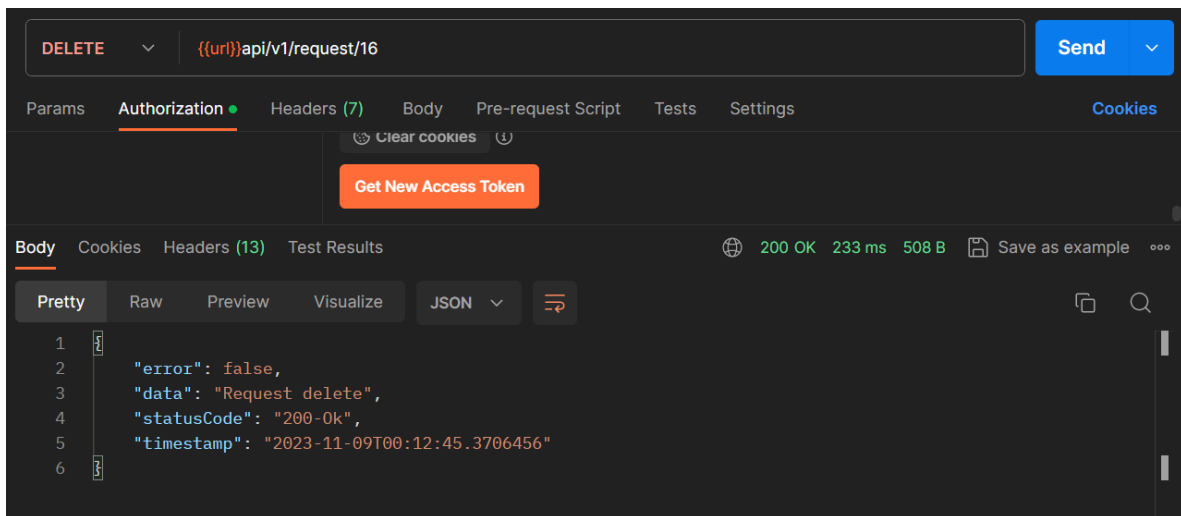 DELETE {{url}}api/v1/request/16 Send
Params Authorization Headers (7) Body Pre-request Script Tests Settings Cookies
Clear cookies
Get New Access Token
Body Cookies Headers (13) Test Results 200 OK 233 ms 508 B Save as example
Pretty Raw Preview Visualize JSON
1 {
2 "error": false,
3 "data": "Request delete",
4 "statusCode": "200-Ok",
5 "timestamp": "2023-11-09T00:12:45.3706456"
6 }